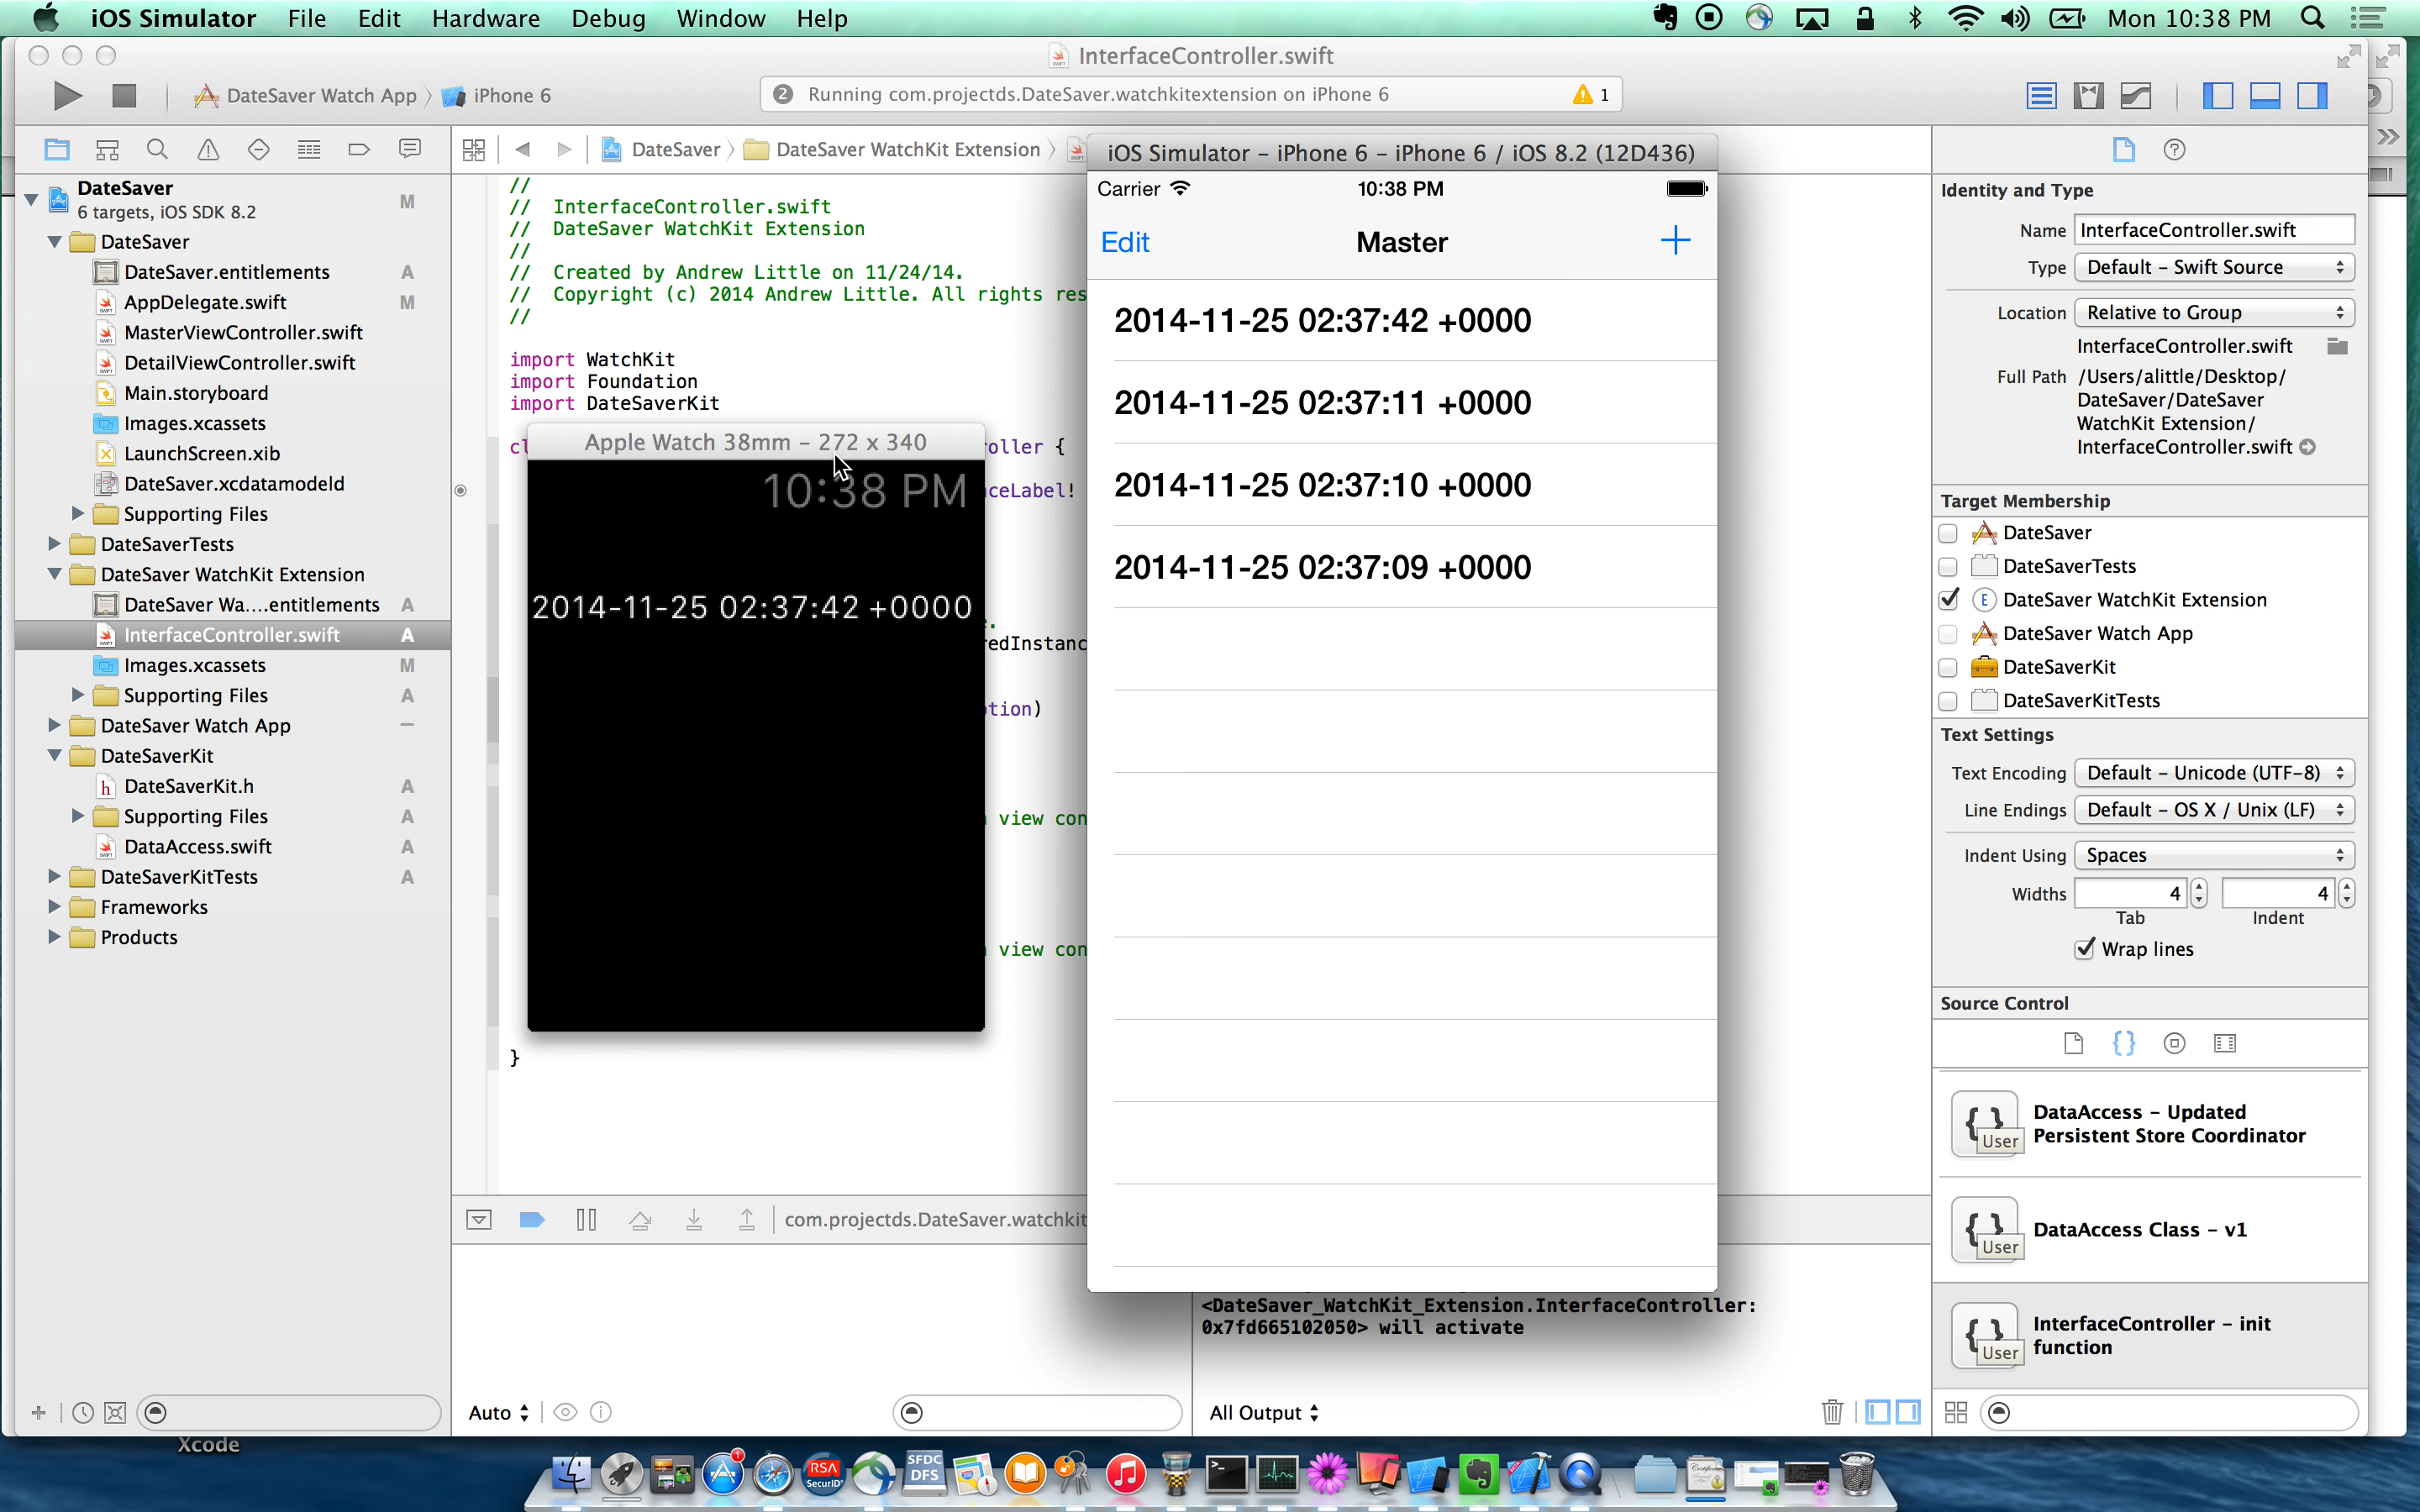 iOS Simulator File Edit Hardware Debug Window Help Mon 10:38 PM
InterfaceController.swift
DateSaver Watch App 〉 iPhone 6
2 Running com.projectds.DateSaver.watchkitextension on iPhone 6 1
DateSaver
6 targets, iOS SDK 8.2 M
DateSaver
DateSaver.entitlements A
AppDelegate.swift M
MasterViewController.swift
DetailViewController.swift
Main.storyboard
Images.xcassets
LaunchScreen.xib
DateSaver.xcdatamodeld
Supporting Files
DateSaverTests
DateSaver WatchKit Extension
DateSaver Wa....entitlements A
InterfaceController.swift A
Images.xcassets M
Supporting Files A
DateSaver Watch App –
DateSaverKit
DateSaverKit.h A
Supporting Files A
DataAccess.swift A
DateSaverKitTests A
Frameworks
Products
DateSaver 〉 DateSaver WatchKit Extension 〉
//
// InterfaceController.swift
// DateSaver WatchKit Extension
//
// Created by Andrew Little on 11/24/14.
// Copyright (c) 2014 Andrew Little. All rights res
//
import WatchKit
import Foundation
import DateSaverKit
cl
oller {
ceLabel!
redInstanc
tion)
view con
view con
}
Apple Watch 38mm – 272 x 340
10:38 PM
2014-11-25 02:37:42 +0000
iOS Simulator – iPhone 6 – iPhone 6 / iOS 8.2 (12D436)
Carrier 10:38 PM
Edit Master +
2014-11-25 02:37:42 +0000
2014-11-25 02:37:11 +0000
2014-11-25 02:37:10 +0000
2014-11-25 02:37:09 +0000
com.projectds.DateSaver.watchkit
<DateSaver_WatchKit_Extension.InterfaceController:
0x7fd665102050> will activate
Auto
All Output
Identity and Type
Name InterfaceController.swift
Type Default – Swift Source
Location Relative to Group
InterfaceController.swift
Full Path /Users/alittle/Desktop/
DateSaver/DateSaver
WatchKit Extension/
InterfaceController.swift
Target Membership
DateSaver
DateSaverTests
E DateSaver WatchKit Extension
DateSaver Watch App
DateSaverKit
DateSaverKitTests
Text Settings
Text Encoding Default – Unicode (UTF-8)
Line Endings Default – OS X / Unix (LF)
Indent Using Spaces
Widths 4 4
Tab Indent
Wrap lines
Source Control
{ } User DataAccess – Updated
Persistent Store Coordinator
{ } User DataAccess Class – v1
{ } User InterfaceController – init
function
Xcode
1
RSA
SecurID
SFDC
DFS